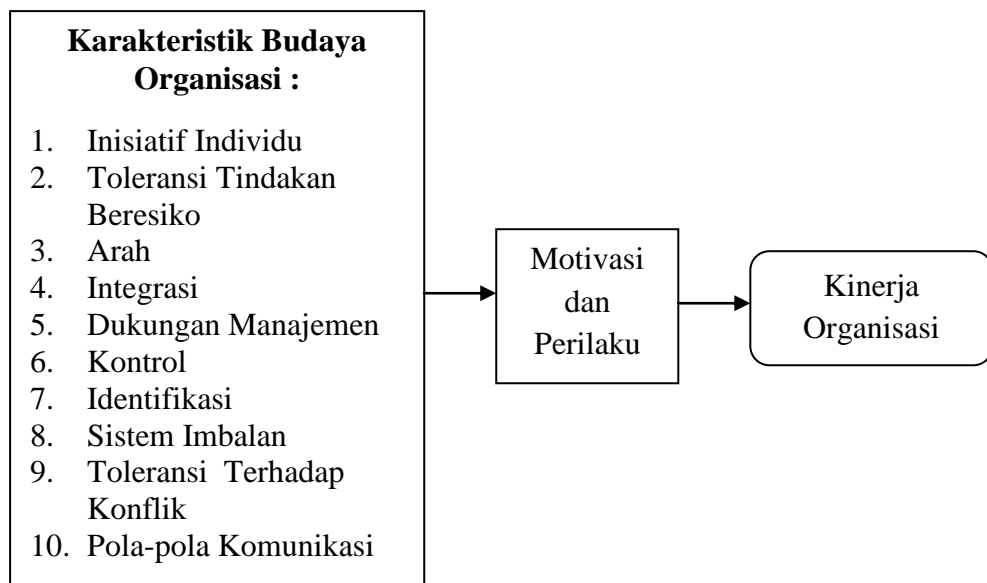 Karakteristik Budaya
Organisasi :
1. Inisiatif Individu
2. Toleransi Tindakan
Beresiko
3. Arah
4. Integrasi
5. Dukungan Manajemen
6. Kontrol
7. Identifikasi
8. Sistem Imbalan
9. Toleransi Terhadap
Konflik
10. Pola-pola Komunikasi
Motivasi
dan
Perilaku
Kinerja
Organisasi